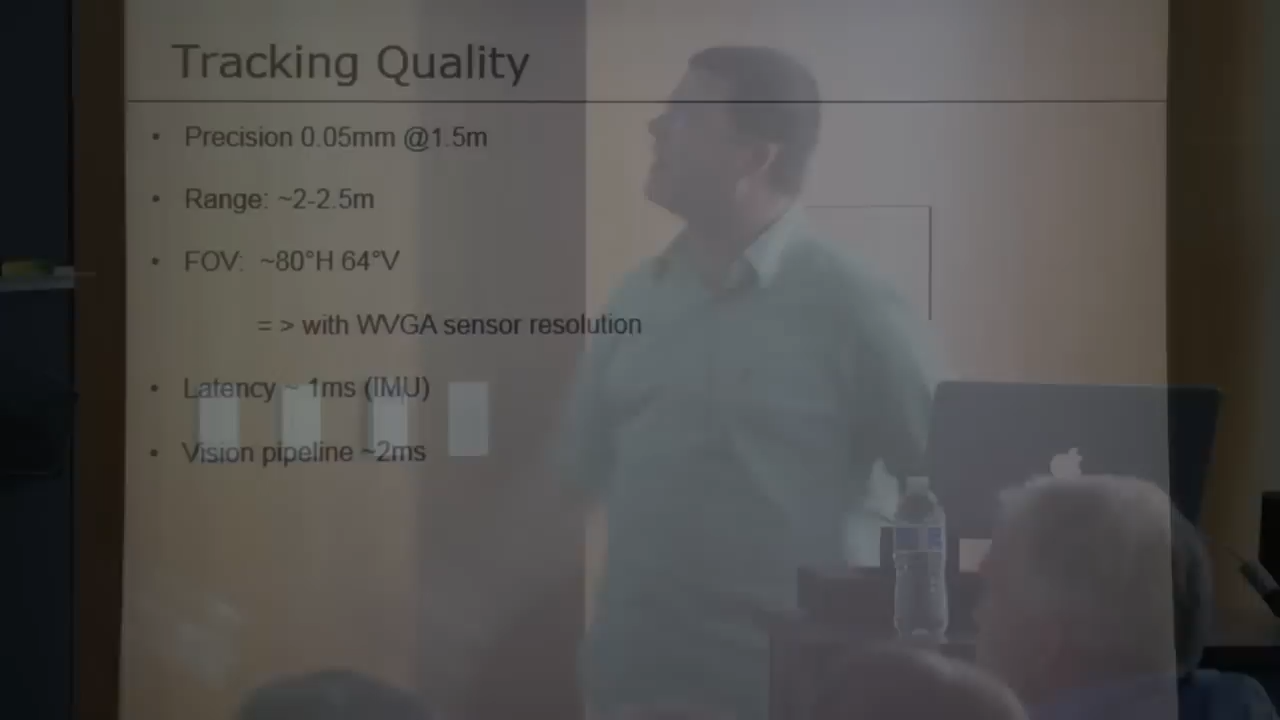 Tracking Quality
• Precision 0.05mm @1.5m
• Range: ~2-2.5m
• FOV: ~80°H 64°V
= > with WVGA sensor resolution
• Latency ~ 1ms (IMU)
• Vision pipeline ~2ms